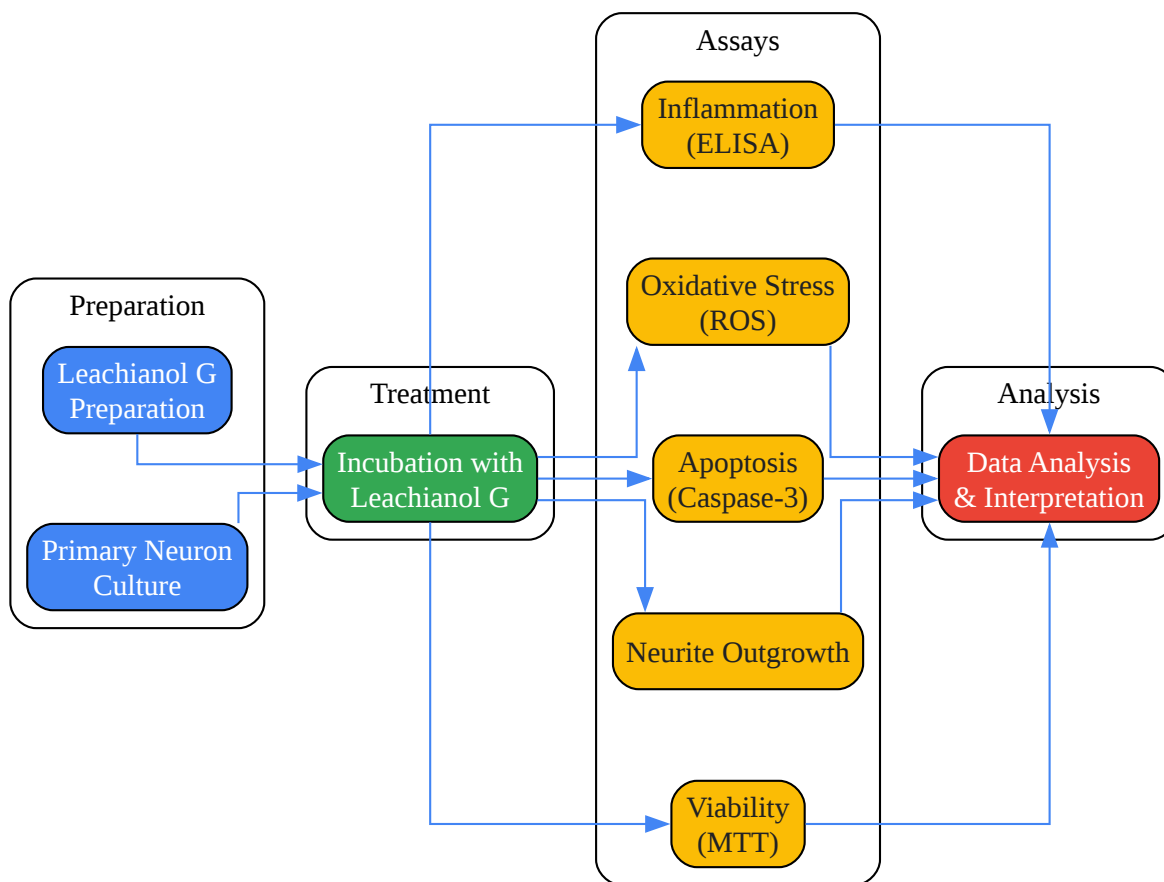 Preparation
Leachianol G
Preparation
Primary Neuron
Culture
Treatment
Incubation with
Leachianol G
Assays
Inflammation
(ELISA)
Oxidative Stress
(ROS)
Apoptosis
(Caspase-3)
Neurite Outgrowth
Viability
(MTT)
Analysis
Data Analysis
& Interpretation